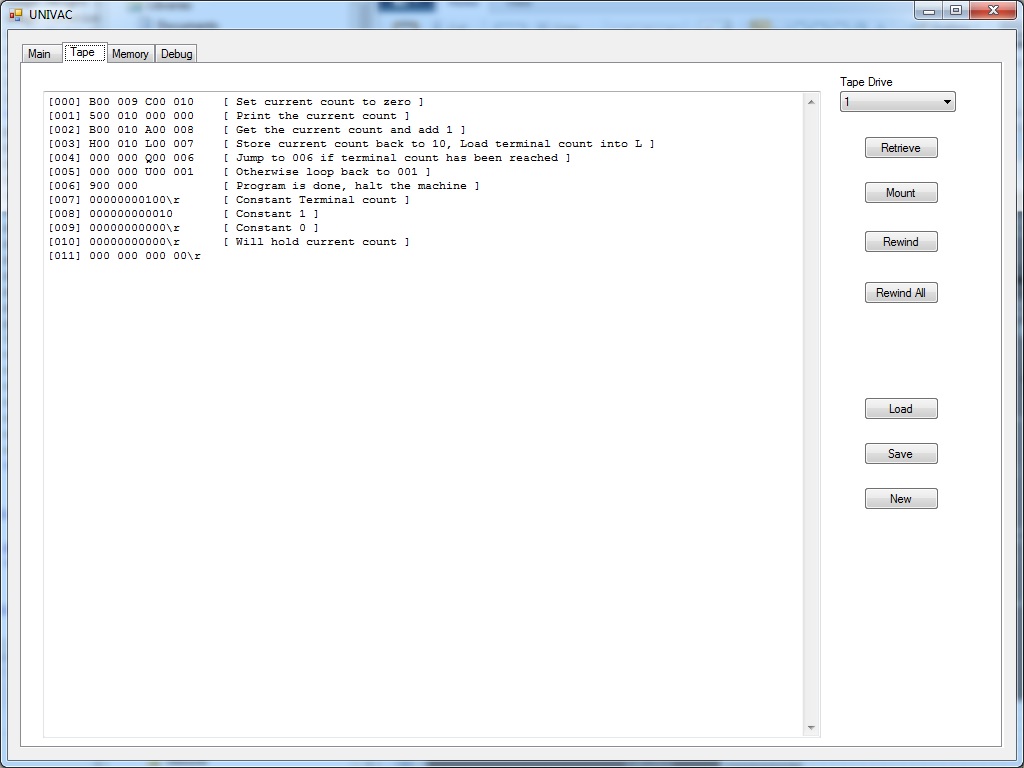 UNIVAC
Main Tape Memory Debug
Tape Drive
1
[000] B00 009 C00 010 [ Set current count to zero ]
[001] 500 010 000 000 [ Print the current count ]
[002] B00 010 A00 008 [ Get the current count and add 1 ]
[003] H00 010 L00 007 [ Store current count back to 10, Load terminal count into L ]
[004] 000 000 Q00 006 [ Jump to 006 if terminal count has been reached ]
[005] 000 000 U00 001 [ Otherwise loop back to 001 ]
[006] 900 000 [ Program is done, halt the machine ]
[007] 00000000100\r [ Constant Terminal count ]
[008] 000000000010 [ Constant 1 ]
[009] 00000000000\r [ Constant 0 ]
[010] 00000000000\r [ Will hold current count ]
[011] 000 000 000 00\r
Retrieve
Mount
Rewind
Rewind All
Load
Save
New